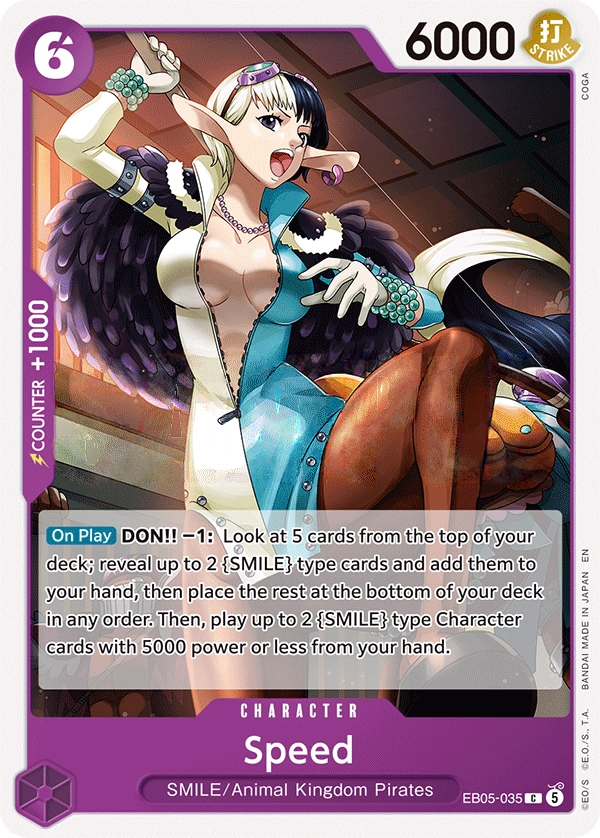 6
6000
打
STRIKE
COGA
COUNTER +1000
On Play DON!! −1: Look at 5 cards from the top of your
deck; reveal up to 2 {SMILE} type cards and add them to
your hand, then place the rest at the bottom of your deck
in any order. Then, play up to 2 {SMILE} type Character
cards with 5000 power or less from your hand.
CHARACTER
Speed
SMILE/Animal Kingdom Pirates
EB05-035 C 5
©E.O/S ©E.O./S., T.A. BANDAI MADE IN JAPAN EN